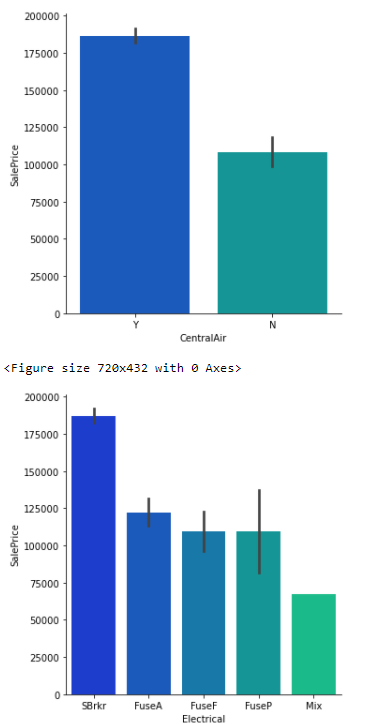 200000
175000
150000
125000
100000
75000
50000
25000
0
SalePrice
Y N
CentralAir
<Figure size 720x432 with 0 Axes>
200000
175000
150000
125000
100000
75000
50000
25000
0
SalePrice
SBrkr FuseA FuseF FuseP Mix
Electrical